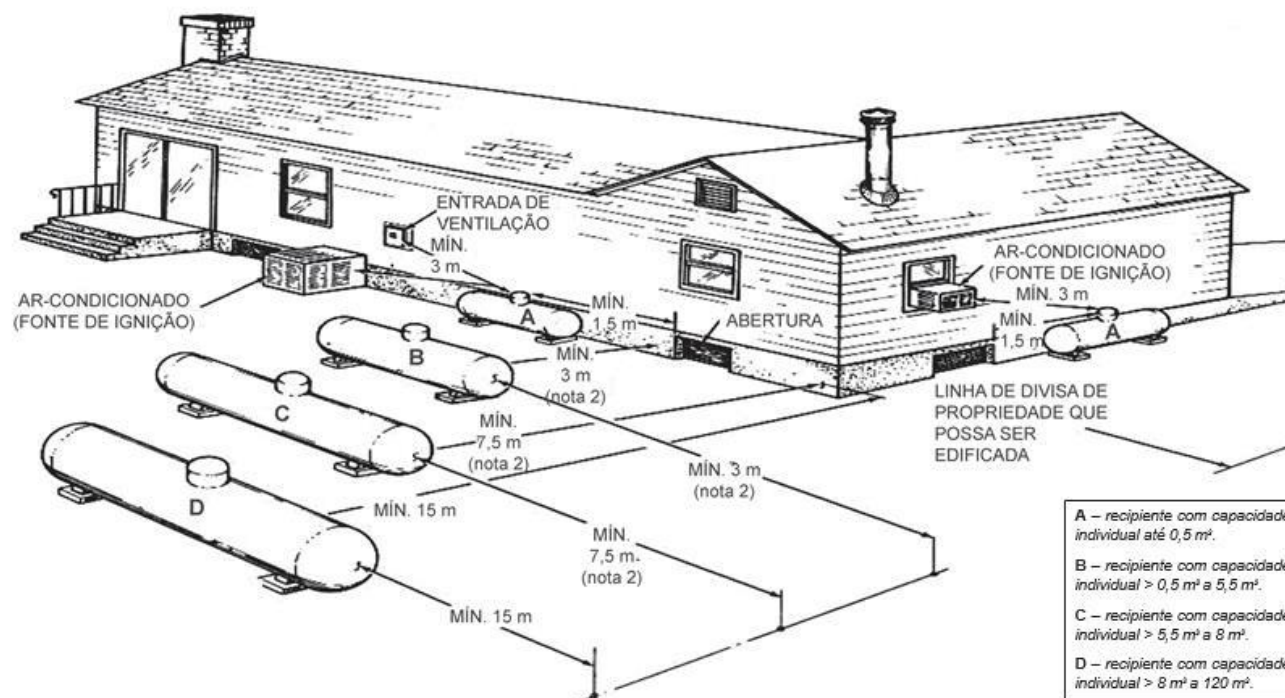 ENTRADA DE
VENTILAÇÃO
MÍN.
3 m
AR-CONDICIONADO
(FONTE DE IGNIÇÃO)
A
MÍN.
1,5 m
ABERTURA
B
MÍN.
3 m
(nota 2)
C
MÍN.
7,5 m
(nota 2)
D
MÍN. 15 m
MÍN. 3 m
(nota 2)
MÍN.
7,5 m
(nota 2)
MÍN. 15 m
AR-CONDICIONADO
(FONTE DE IGNIÇÃO)
MÍN. 3 m
MÍN.
1,5 m
A
LINHA DE DIVISA DE
PROPRIEDADE QUE
POSSA SER
EDIFICADA
A – recipiente com capacidade
individual até 0,5 m³.
B – recipiente com capacidade
individual > 0,5 m³ a 5,5 m³.
C – recipiente com capacidade
individual > 5,5 m³ a 8 m³.
D – recipiente com capacidade
individual > 8 m³ a 120 m³.